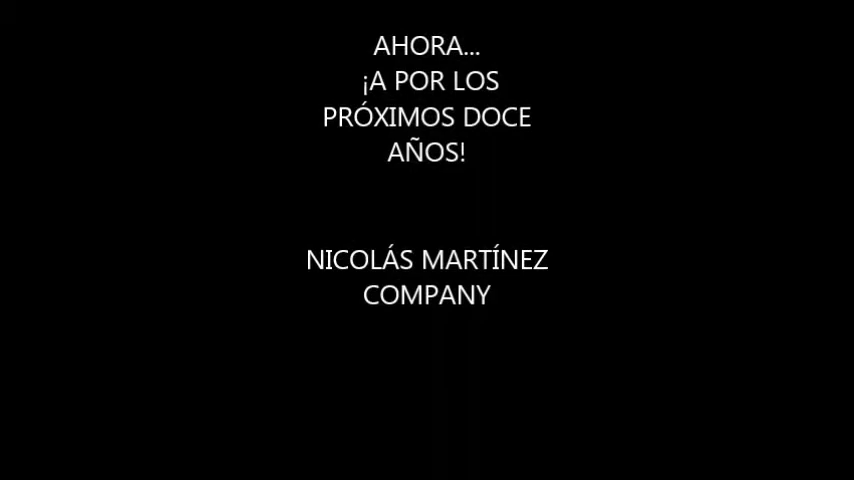 AHORA...
¡A POR LOS
PRÓXIMOS DOCE
AÑOS!
NICOLÁS MARTÍNEZ
COMPANY